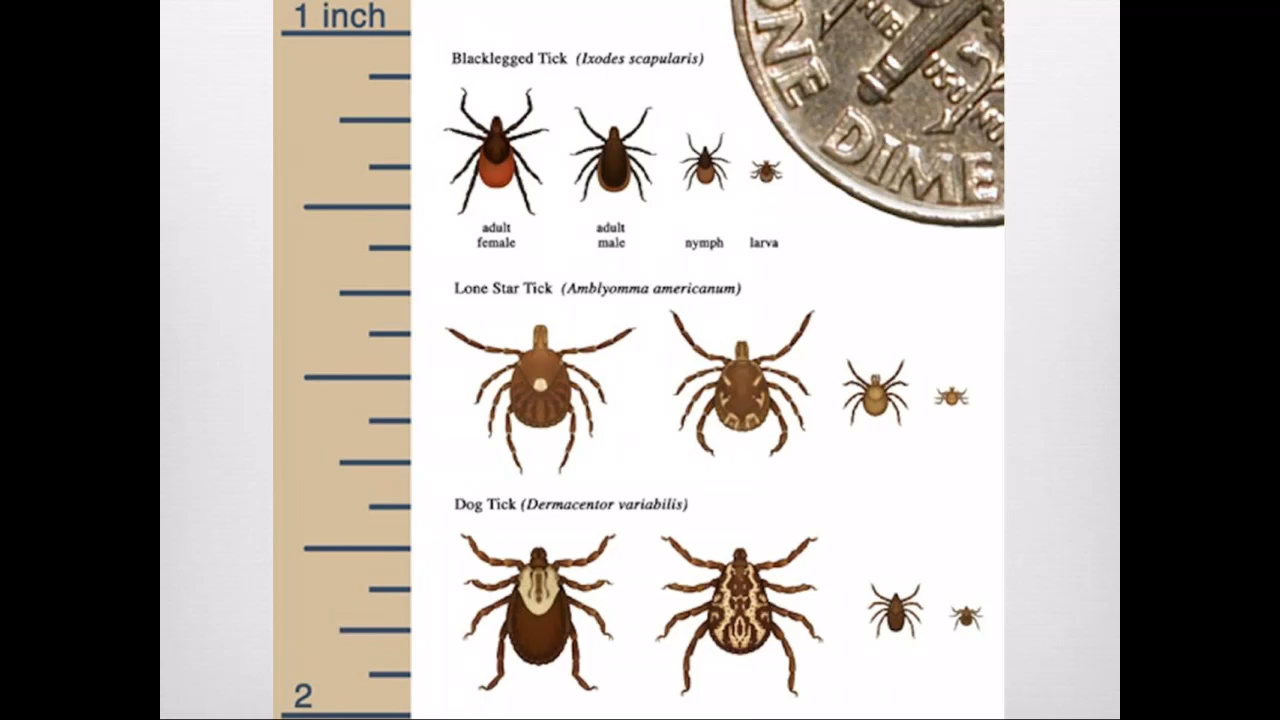 1 inch
Blacklegged Tick (Ixodes scapularis)
ONE DIME
adult female
adult male
nymph
larva
Lone Star Tick (Amblyomma americanum)
Dog Tick (Dermacentor variabilis)
2